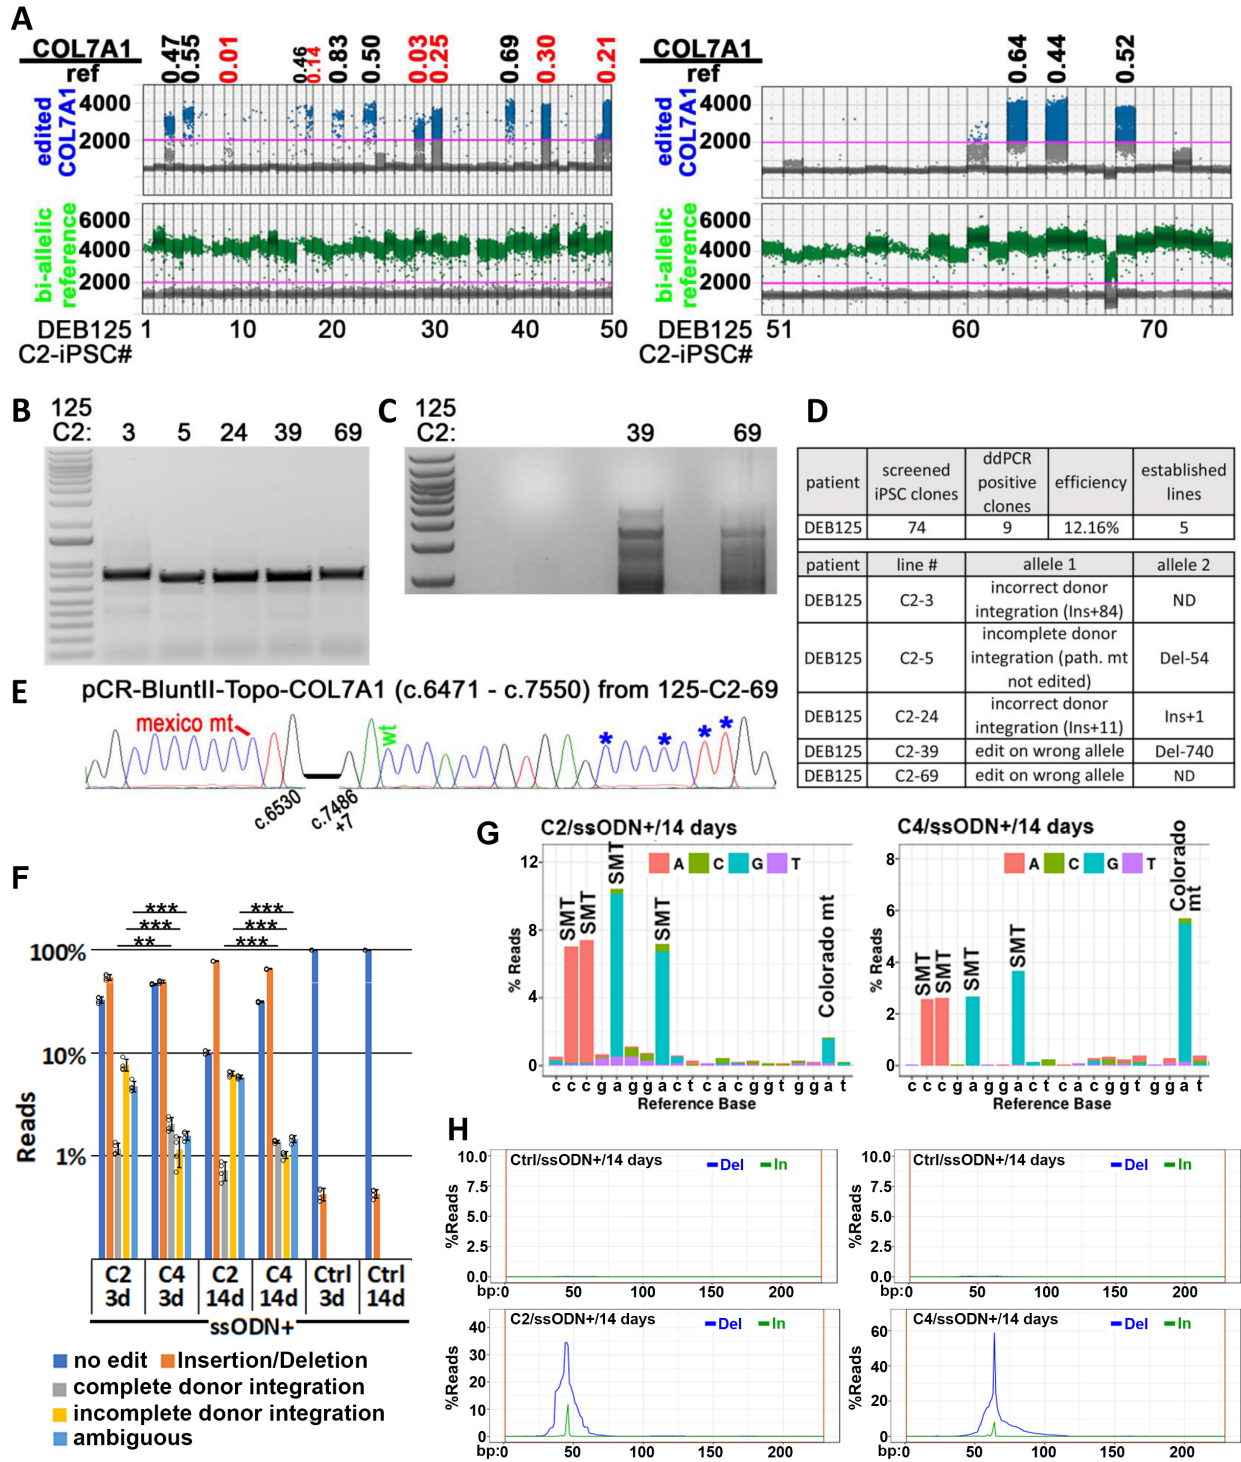 A
COL7A1
ref
0.47
0.55
0.01
0.46
0.14
0.83
0.50
0.03
0.25
0.69
0.30
0.21
edited
COL7A1
4000
2000
bi-allelic
reference
6000
4000
2000
DEB125 1 10 20 30 40 50
C2-iPSC#
COL7A1
ref
0.64
0.44
0.52
edited
COL7A1
4000
2000
bi-allelic
reference
6000
4000
2000
DEB125 51 60 70
C2-iPSC#
B
125
C2: 3 5 24 39 69
C
125
C2: 39 69
D
patient screened iPSC clones ddPCR positive clones efficiency established lines
DEB125 74 9 12.16% 5
patient line # allele 1 allele 2
DEB125 C2-3 incorrect donor integration (Ins+84) ND
DEB125 C2-5 incomplete donor integration (path. mt not edited) Del-54
DEB125 C2-24 incorrect donor integration (Ins+11) Ins+1
DEB125 C2-39 edit on wrong allele Del-740
DEB125 C2-69 edit on wrong allele ND
E
pCR-BluntII-Topo-COL7A1 (c.6471 - c.7550) from 125-C2-69
mexico mt
wt
* * * *
c.6530
c.7486
+7
F
*** ***
*** ***
** ***
100%
10%
1%
Reads
C2 C4 C2 C4 Ctrl Ctrl
3d 3d 14d 14d 3d 14d
ssODN+
no edit Insertion/Deletion
complete donor integration
incomplete donor integration
ambiguous
G
C2/ssODN+/14 days
A C G T
% Reads
12
8
4
0
SMT
SMT
SMT
SMT
Colorado mt
c c c g a g g a c t c a c g g t g g a t
Reference Base
C4/ssODN+/14 days
A C G T
% Reads
8
6
4
2
0
SMT
SMT
SMT
SMT
Colorado
mt
c c c g a g g a c t c a c g g t g g a t
Reference Base
H
Ctrl/ssODN+/14 days Del In
%Reads
10.0
7.5
5.0
2.5
0.0
bp:0 50 100 150 200
Ctrl/ssODN+/14 days Del In
%Reads
10.0
7.5
5.0
2.5
0.0
bp:0 50 100 150 200
C2/ssODN+/14 days Del In
%Reads
40
30
20
10
0
bp:0 50 100 150 200
C4/ssODN+/14 days Del In
%Reads
60
40
20
0
bp:0 50 100 150 200